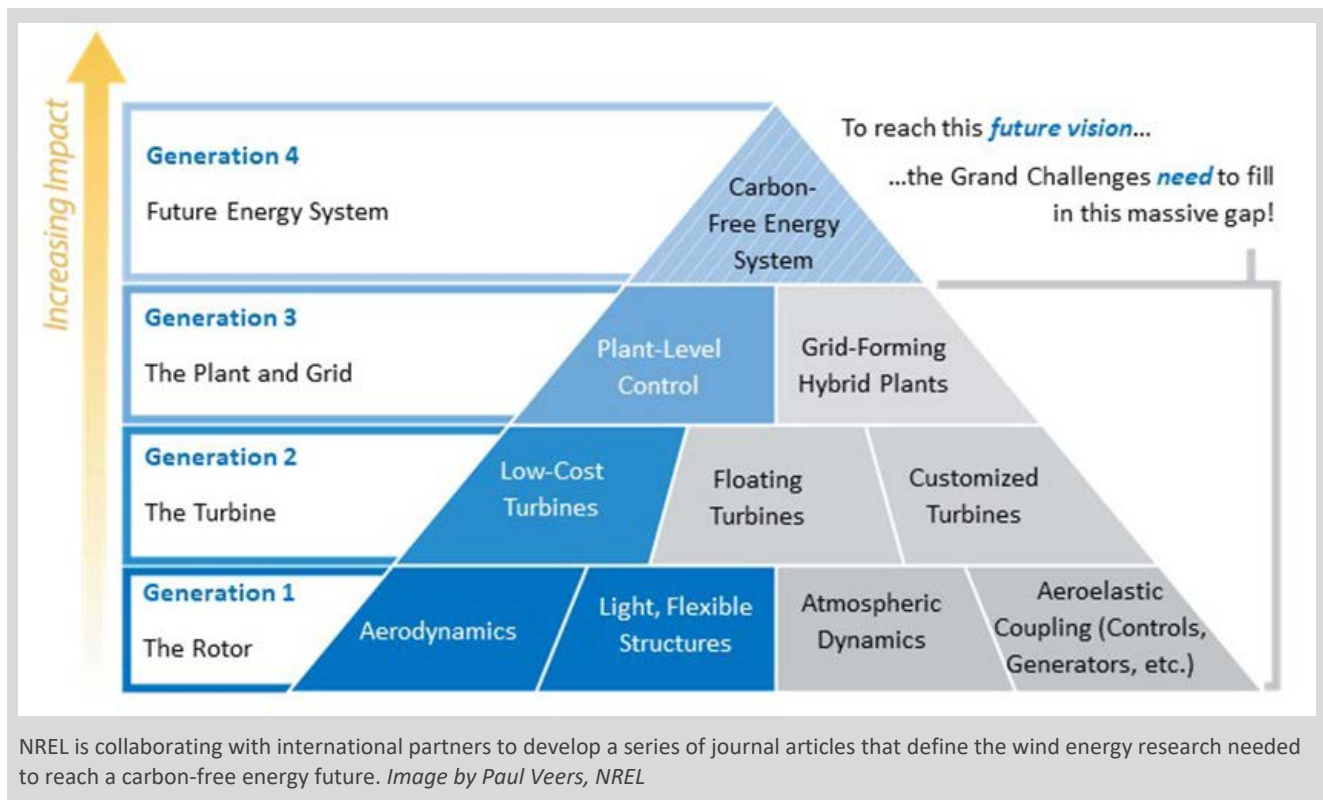 Increasing Impact
Generation 4
Future Energy System
Carbon-
Free Energy
System
To reach this future vision...
...the Grand Challenges need to fill
in this massive gap!
Generation 3
The Plant and Grid
Plant-Level
Control
Grid-Forming
Hybrid Plants
Generation 2
The Turbine
Low-Cost
Turbines
Floating
Turbines
Customized
Turbines
Generation 1
The Rotor
Aerodynamics
Light, Flexible
Structures
Atmospheric
Dynamics
Aeroelastic
Coupling (Controls,
Generators, etc.)
NREL is collaborating with international partners to develop a series of journal articles that define the wind energy research needed
to reach a carbon-free energy future. Image by Paul Veers, NREL